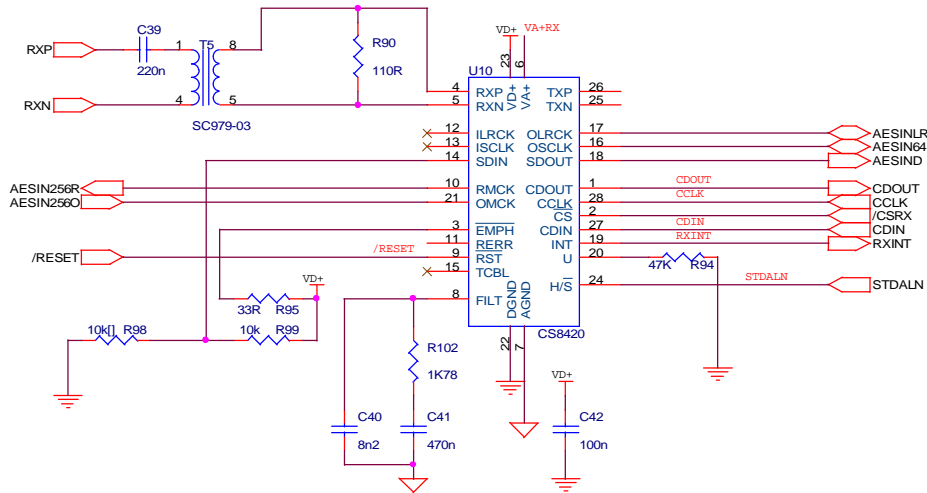 C39
T5
RXP
1
8
220n
RXN
4
5
SC979-03
R90
110R
VD+
VA+RX
U10
23
6
4
RXP
VD+
VA+
TXP
26
5
RXN
TXN
25
12
ILRCK
OLRCK
17
AESINLR
13
ISCLK
OSCLK
16
AESIN64
14
SDIN
SDOUT
18
AESIND
AESIN256R
10
RMCK
CDOUT
1
CDOUT
CDOUT
AESIN256O
21
OMCK
CCLK
28
CCLK
CCLK
CS
2
/CSRX
3
EMPH
CDIN
27
CDIN
CDIN
11
RERR
INT
19
RXINT
RXINT
/RESET
/RESET
9
RST
U
20
47K
R94
15
TCBL
H/S
24
STDALN
STDALN
8
FILT
DGND
AGND
VD+
33R
R95
10k[]
R98
10k
R99
CS8420
22
7
R102
1K78
VD+
C40
8n2
C41
470n
C42
100n